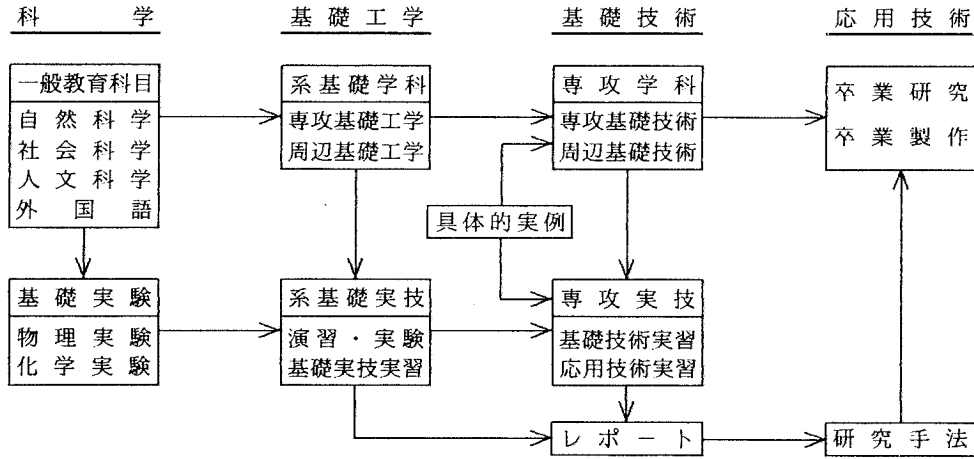 科学
基礎工学
基礎技術
応用技術
一般教育科目
自然科学
社会科学
人文科学
外国語
系基礎学科
専攻基礎工学
周辺基礎工学
専攻学科
専攻基礎技術
周辺基礎技術
卒業研究
卒業製作
具体的実例
基礎実験
物理実験
化学実験
系基礎実技
演習・実験
基礎実技実習
専攻実技
基礎技術実習
応用技術実習
レポート
研究手法